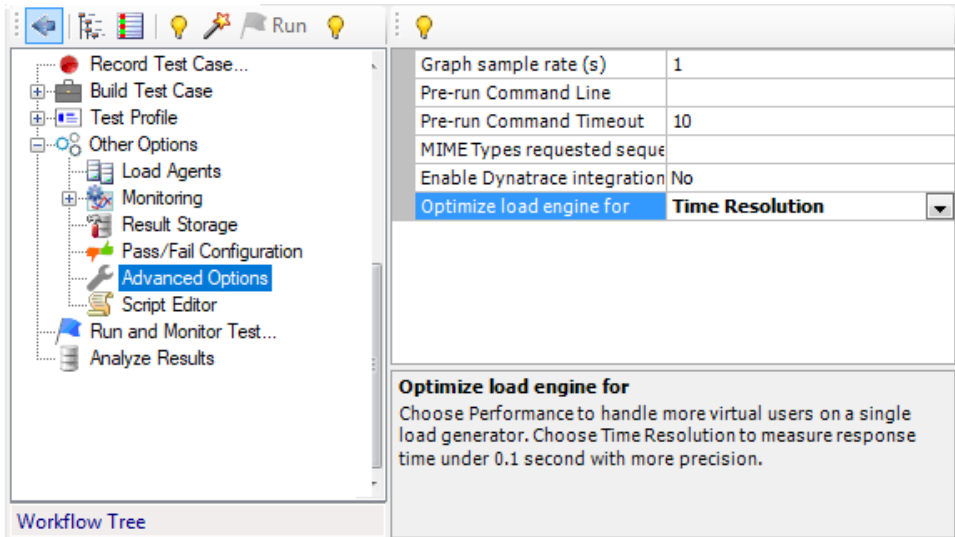 Run
Record Test Case...
Build Test Case
Test Profile
Other Options
Load Agents
Monitoring
Result Storage
Pass/Fail Configuration
Advanced Options
Script Editor
Run and Monitor Test...
Analyze Results
Workflow Tree
Graph sample rate (s) 1
Pre-run Command Line
Pre-run Command Timeout 10
MIME Types requested seque
Enable Dynatrace integration No
Optimize load engine for Time Resolution
Optimize load engine for
Choose Performance to handle more virtual users on a single
load generator. Choose Time Resolution to measure response
time under 0.1 second with more precision.